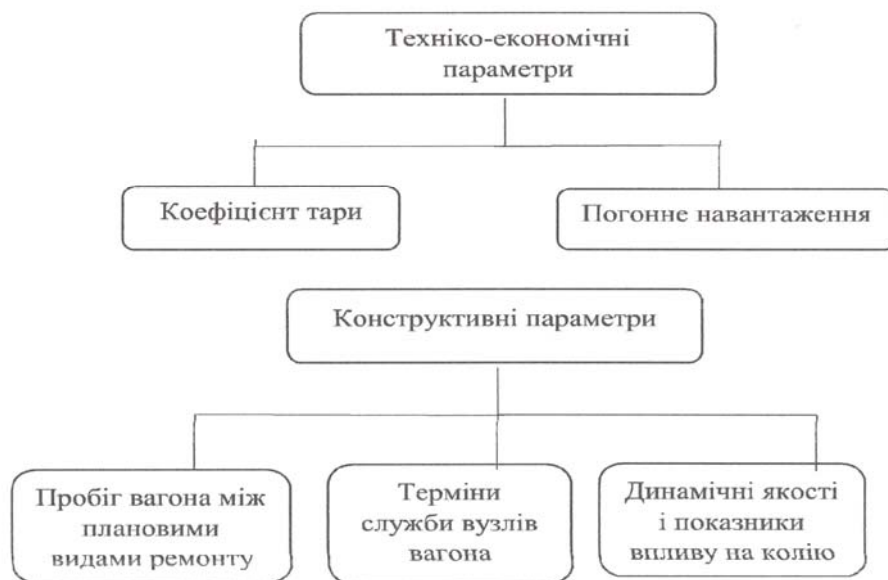 Техніко-економічні
параметри
Коефіцієнт тари
Погонне навантаження
Конструктивні параметри
Пробіг вагона між
плановими
видами ремонту
Терміни
служби вузлів
вагона
Динамічні якості
і показники
впливу на колію